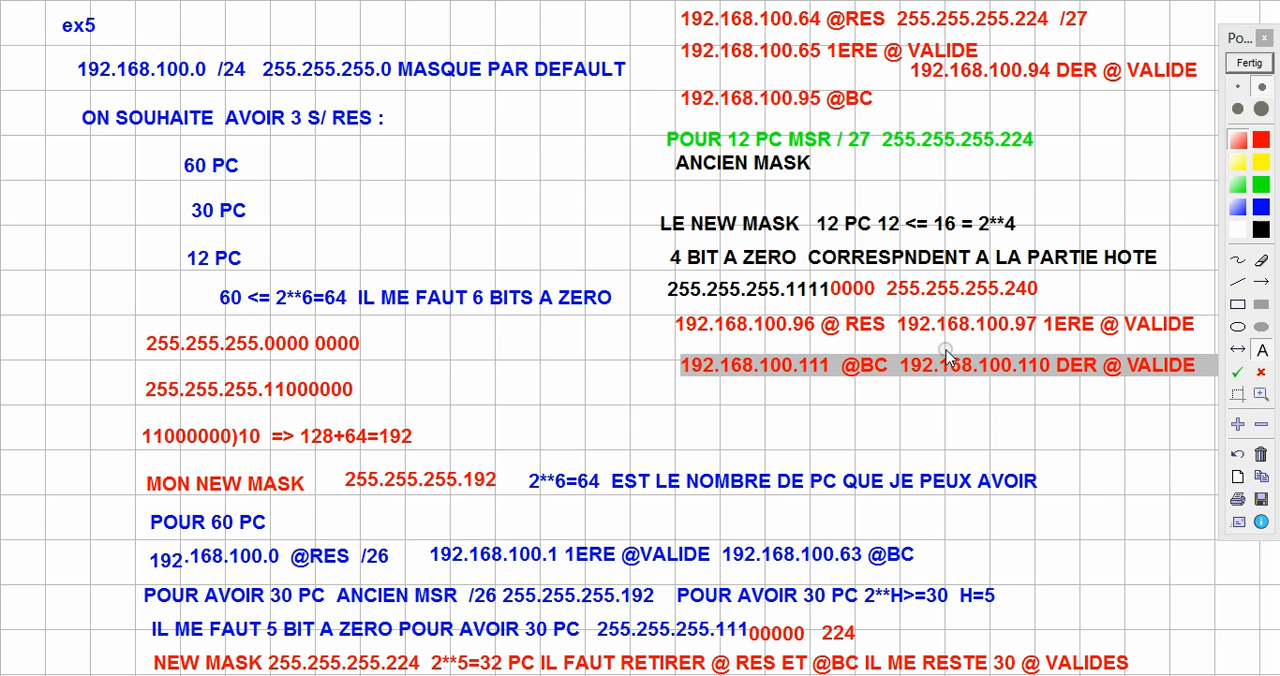 ex5
192.168.100.0 /24 255.255.255.0 MASQUE PAR DEFAULT
ON SOUHAITE AVOIR 3 S/ RES :
60 PC
30 PC
12 PC
60 <= 2**6=64 IL ME FAUT 6 BITS A ZERO
255.255.255.0000 0000
255.255.255.11000000
11000000)10 => 128+64=192
MON NEW MASK 255.255.255.192 2**6=64 EST LE NOMBRE DE PC QUE JE PEUX AVOIR
POUR 60 PC
192.168.100.0 @RES /26 192.168.100.1 1ERE @VALIDE 192.168.100.63 @BC
POUR AVOIR 30 PC ANCIEN MSR /26 255.255.255.192 POUR AVOIR 30 PC 2**H>=30 H=5
IL ME FAUT 5 BIT A ZERO POUR AVOIR 30 PC 255.255.255.11100000 224
NEW MASK 255.255.255.224 2**5=32 PC IL FAUT RETIRER @ RES ET @BC IL ME RESTE 30 @ VALIDES
192.168.100.64 @RES 255.255.255.224 /27
192.168.100.65 1ERE @ VALIDE
192.168.100.94 DER @ VALIDE
192.168.100.95 @BC
POUR 12 PC MSR / 27 255.255.255.224
ANCIEN MASK
LE NEW MASK 12 PC 12 <= 16 = 2**4
4 BIT A ZERO CORRESPNDENT A LA PARTIE HOTE
255.255.255.11110000 255.255.255.240
192.168.100.96 @ RES 192.168.100.97 1ERE @ VALIDE
192.168.100.111 @BC 192.168.100.110 DER @ VALIDE
Po...
Fertig
A